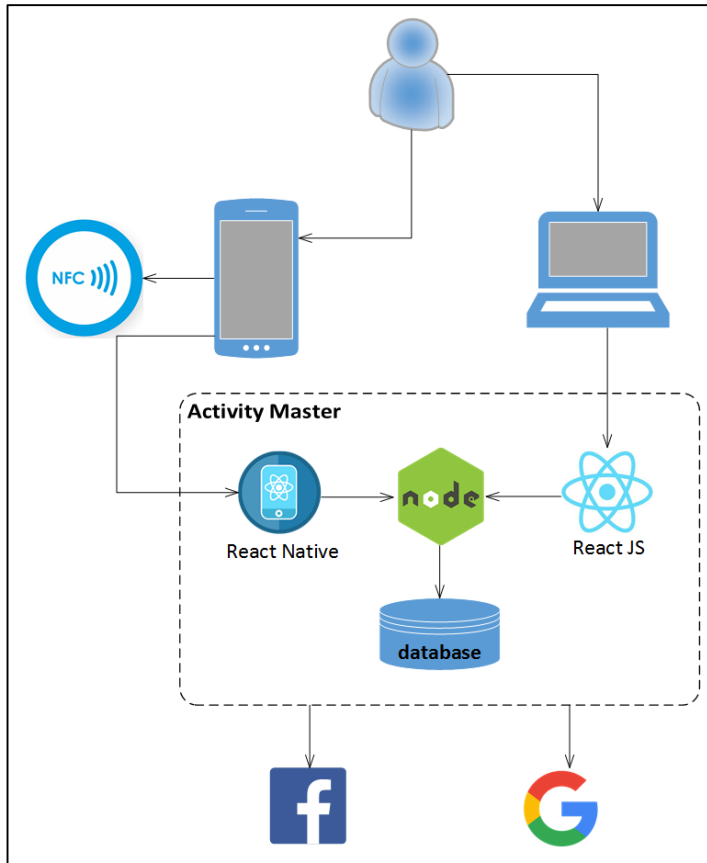 NFC
Activity Master
node
React Native
React JS
database
f
G